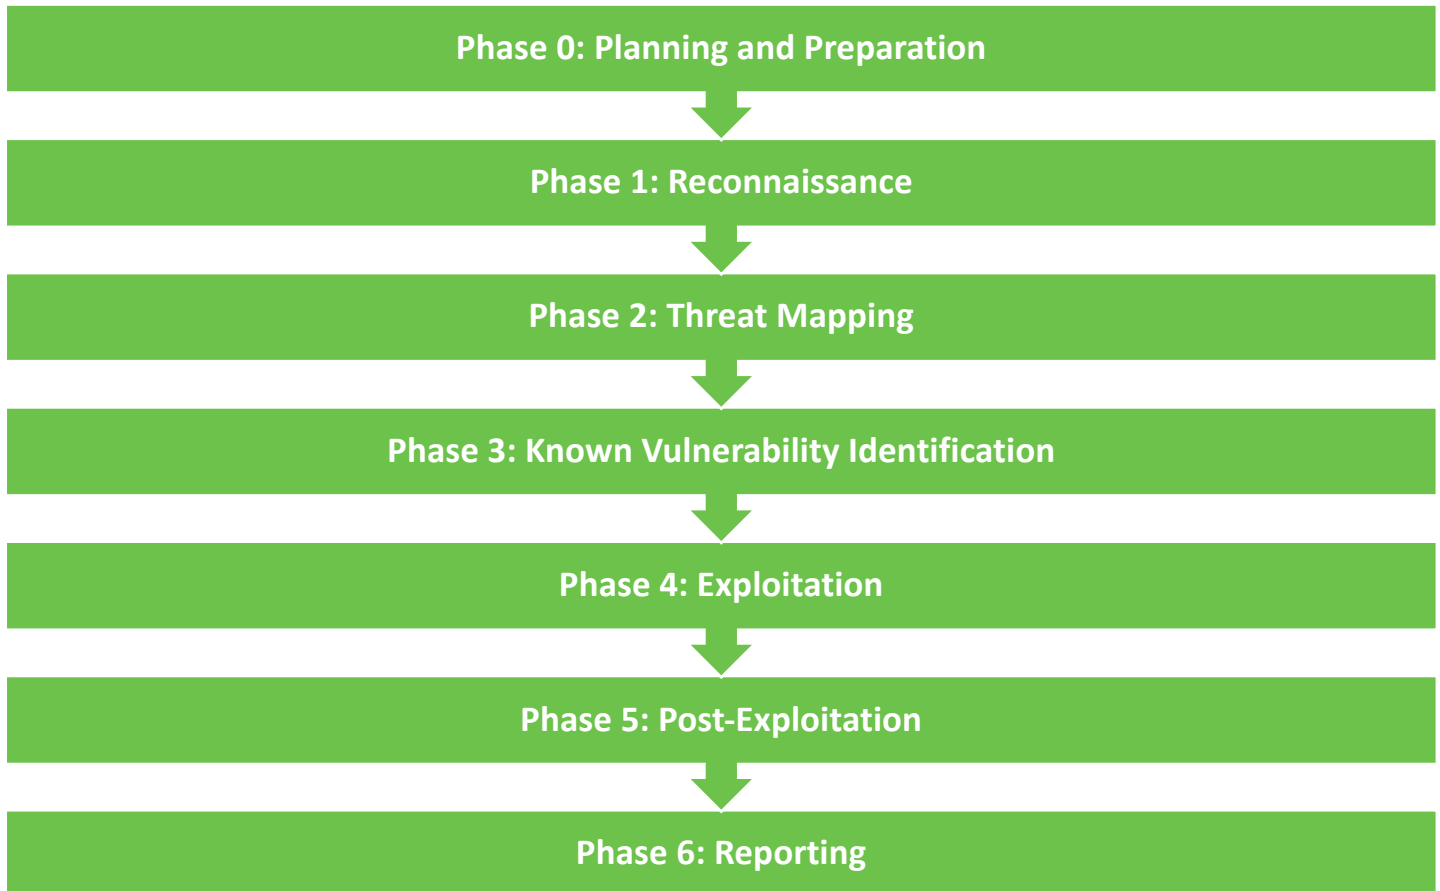 Phase 0: Planning and Preparation
Phase 1: Reconnaissance
Phase 2: Threat Mapping
Phase 3: Known Vulnerability Identification
Phase 4: Exploitation
Phase 5: Post-Exploitation
Phase 6: Reporting